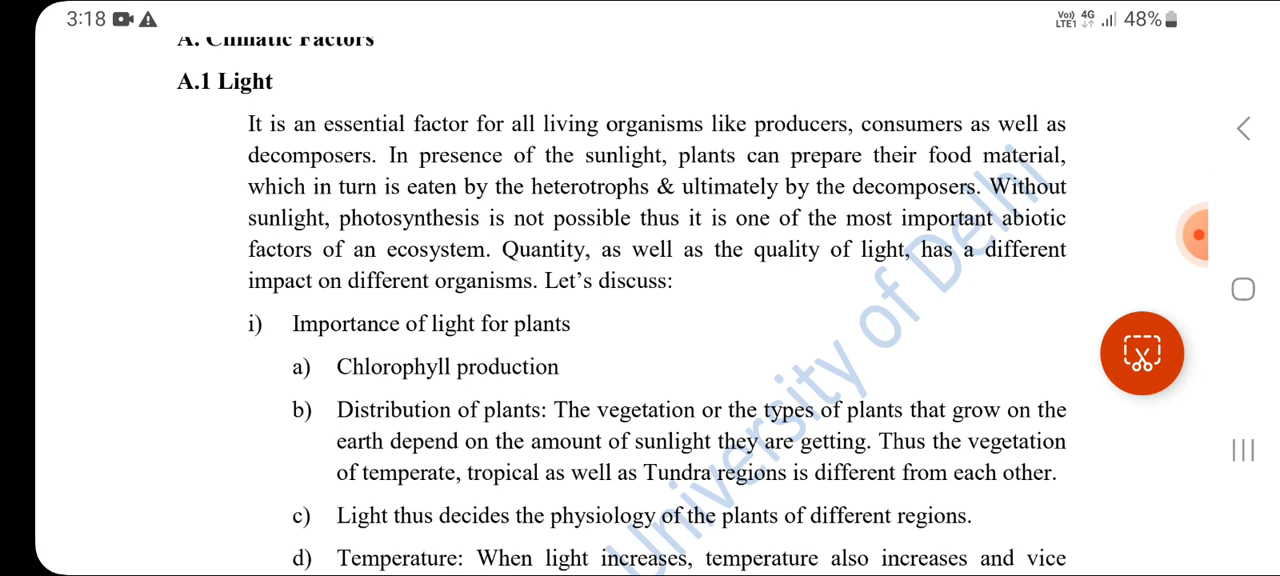 3:18
Vo)) 4G
LTE1
48%
A. Climatic Factors
A.1 Light
It is an essential factor for all living organisms like producers, consumers as well as
decomposers. In presence of the sunlight, plants can prepare their food material,
which in turn is eaten by the heterotrophs & ultimately by the decomposers. Without
sunlight, photosynthesis is not possible thus it is one of the most important abiotic
factors of an ecosystem. Quantity, as well as the quality of light, has a different
impact on different organisms. Let’s discuss:
i) Importance of light for plants
a) Chlorophyll production
b) Distribution of plants: The vegetation or the types of plants that grow on the
earth depend on the amount of sunlight they are getting. Thus the vegetation
of temperate, tropical as well as Tundra regions is different from each other.
c) Light thus decides the physiology of the plants of different regions.
d) Temperature: When light increases, temperature also increases and vice
University of Delhi